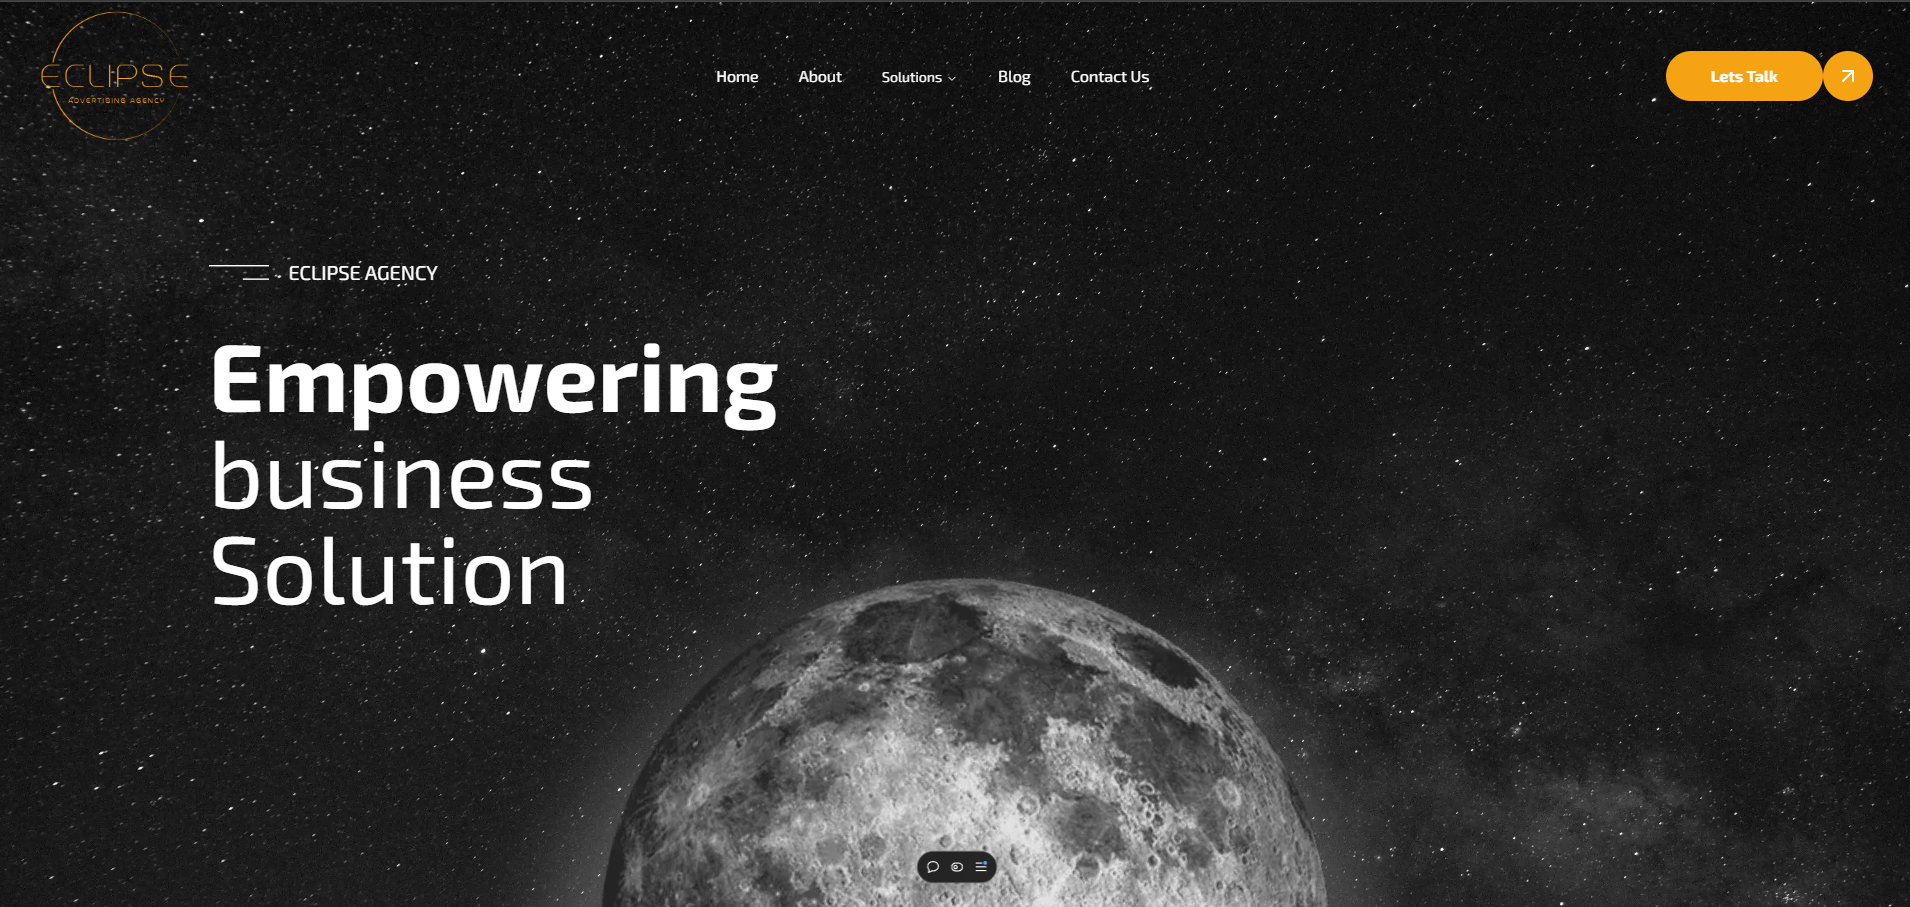 ECLIPSE
ADVERTISING AGENCY
Home About Solutions Blog Contact Us
Lets Talk
ECLIPSE AGENCY
Empowering
business
Solution